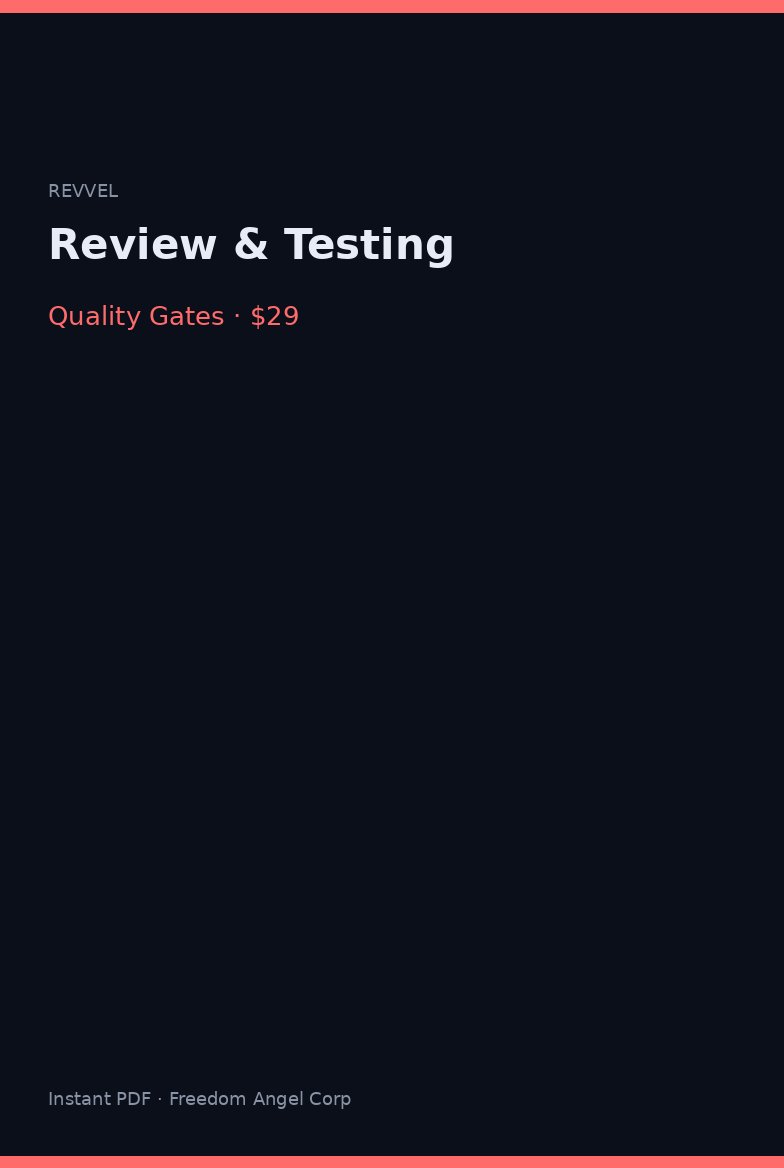 REVVEL
Review & Testing
Quality Gates · $29
Instant PDF · Freedom Angel Corp